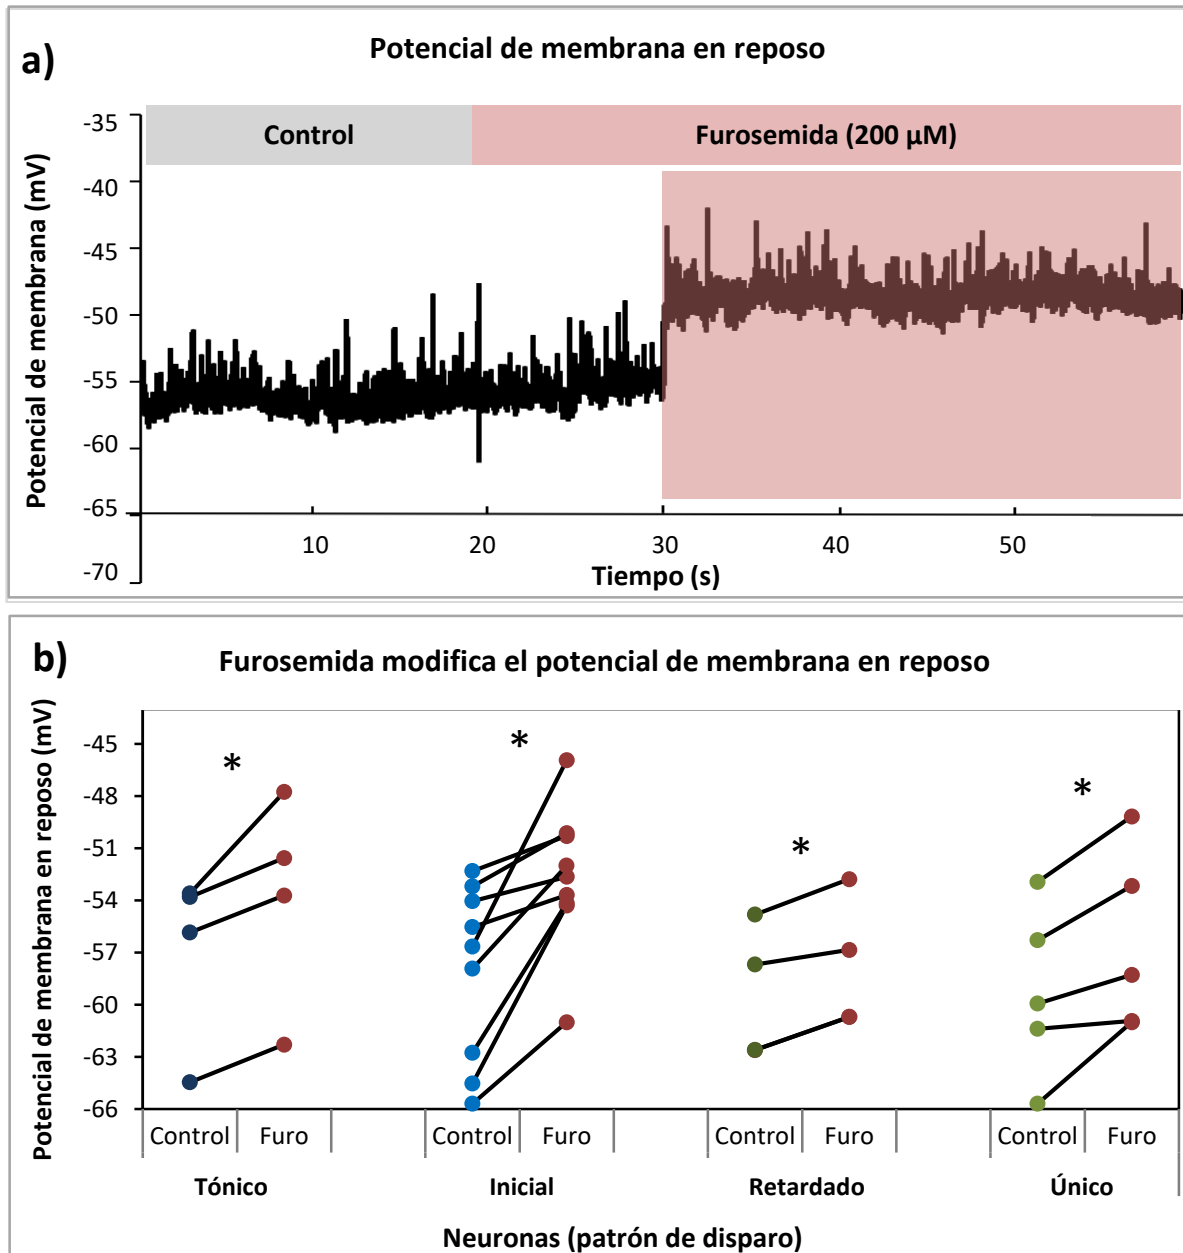 a)
Potencial de membrana en reposo
Control
Furosemida (200 µM)
Potencial de membrana (mV)
-35
-40
-45
-50
-55
-60
-65
-70
10
20
30
40
50
Tiempo (s)
b)
Furosemida modifica el potencial de membrana en reposo
Potencial de membrana en reposo (mV)
-45
-48
-51
-54
-57
-60
-63
-66
*
*
*
*
Control Furo Control Furo Control Furo Control Furo
Tónico Inicial Retardado Único
Neuronas (patrón de disparo)